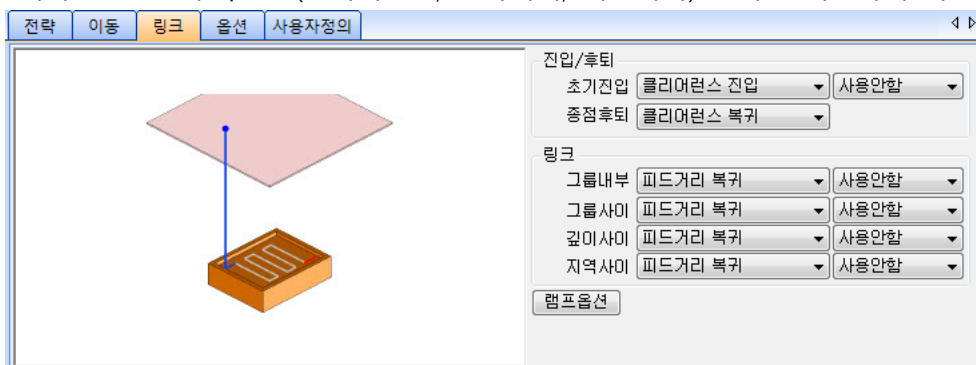 전략 이동 링크 옵션 사용자정의
진입/후퇴
초기진입 클리어런스 진입 사용안함
종점후퇴 클리어런스 복귀
링크
그룹내부 피드거리 복귀 사용안함
그룹사이 피드거리 복귀 사용안함
깊이사이 피드거리 복귀 사용안함
지역사이 피드거리 복귀 사용안함
램프옵션